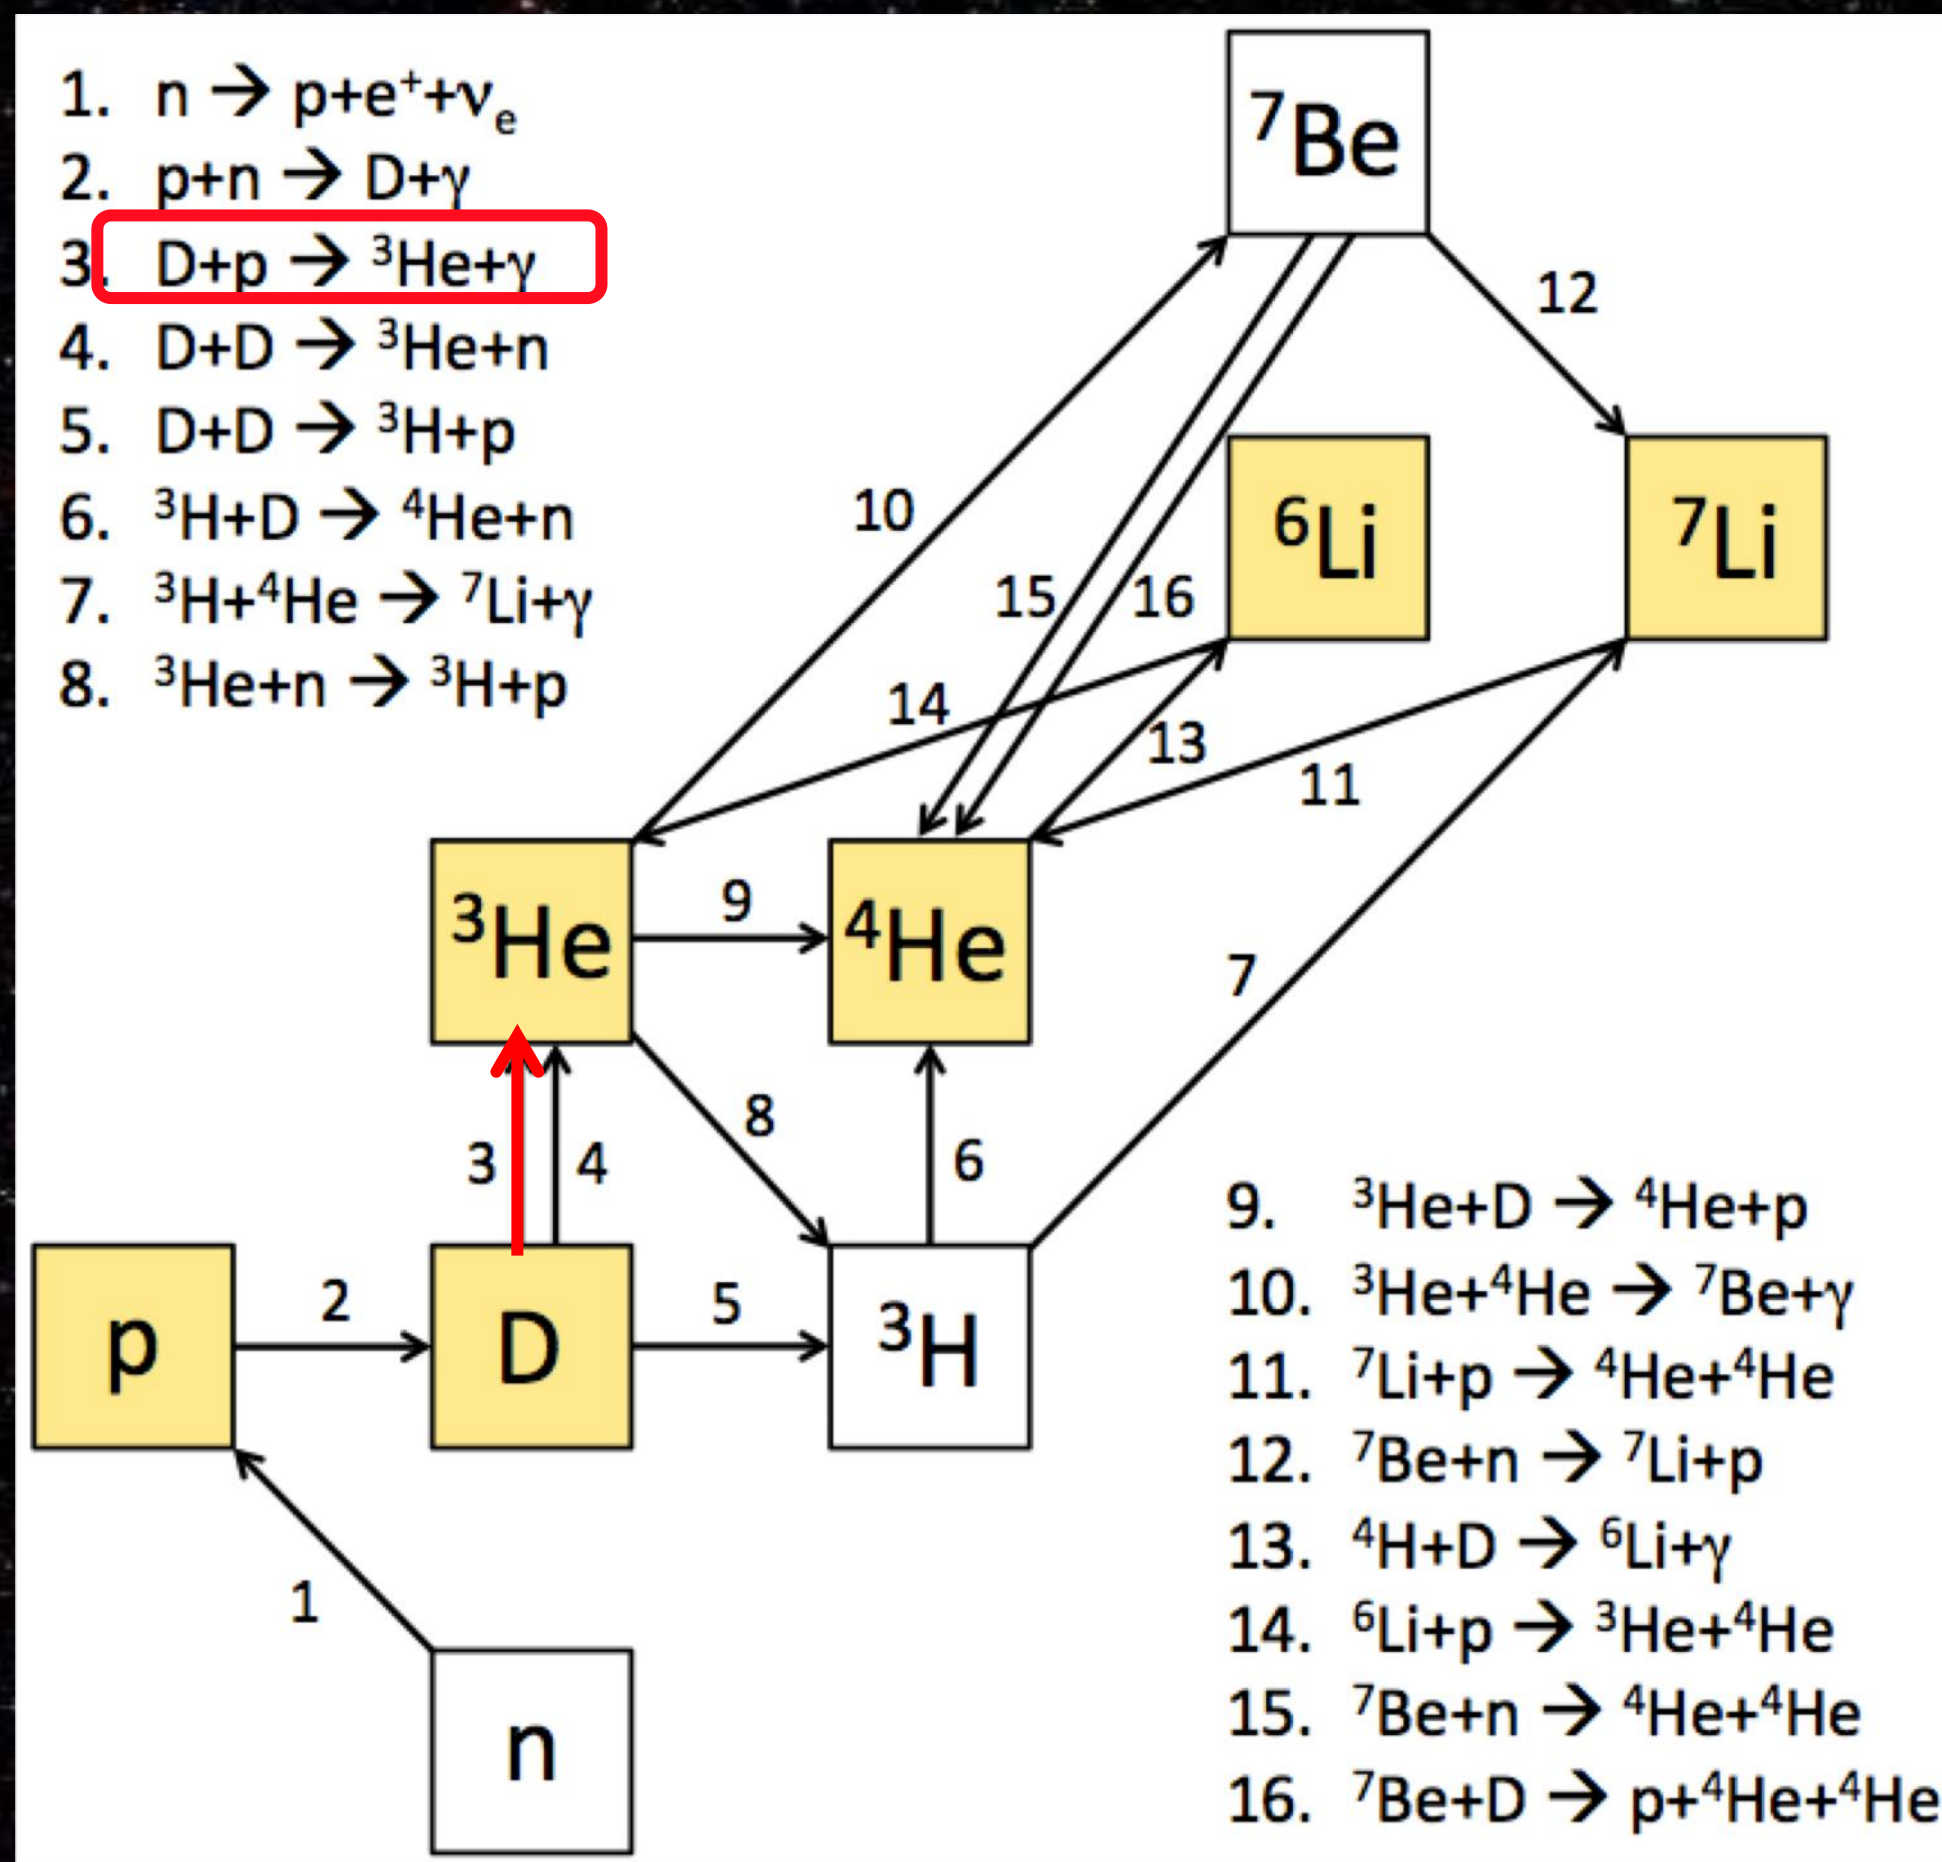 1. n → p+e⁺+νₑ
2. p+n → D+γ
3. D+p → ³He+γ
4. D+D → ³He+n
5. D+D → ³H+p
6. ³H+D → ⁴He+n
7. ³H+⁴He → ⁷Li+γ
8. ³He+n → ³H+p
⁷Be
12
10
⁶Li
⁷Li
15
16
14
13
11
³He
9
⁴He
7
8
3
4
6
p
2
D
5
³H
1
n
9. ³He+D → ⁴He+p
10. ³He+⁴He → ⁷Be+γ
11. ⁷Li+p → ⁴He+⁴He
12. ⁷Be+n → ⁷Li+p
13. ⁴H+D → ⁶Li+γ
14. ⁶Li+p → ³He+⁴He
15. ⁷Be+n → ⁴He+⁴He
16. ⁷Be+D → p+⁴He+⁴He